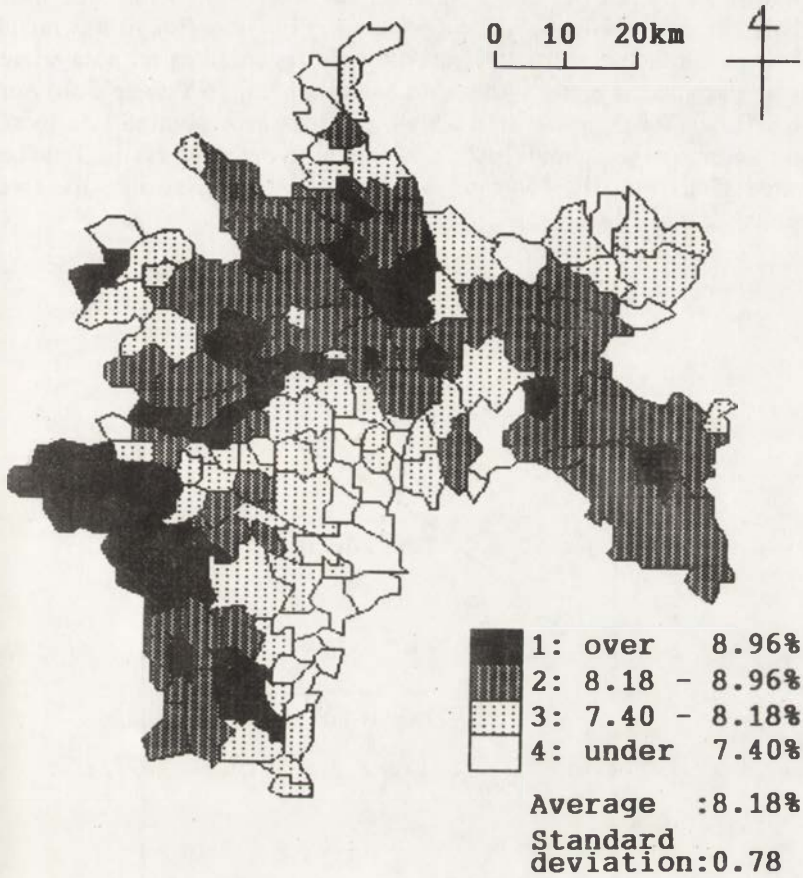 0 10 20km
1: over 8.96%
2: 8.18 - 8.96%
3: 7.40 - 8.18%
4: under 7.40%
Average :8.18%
Standard
deviation:0.78